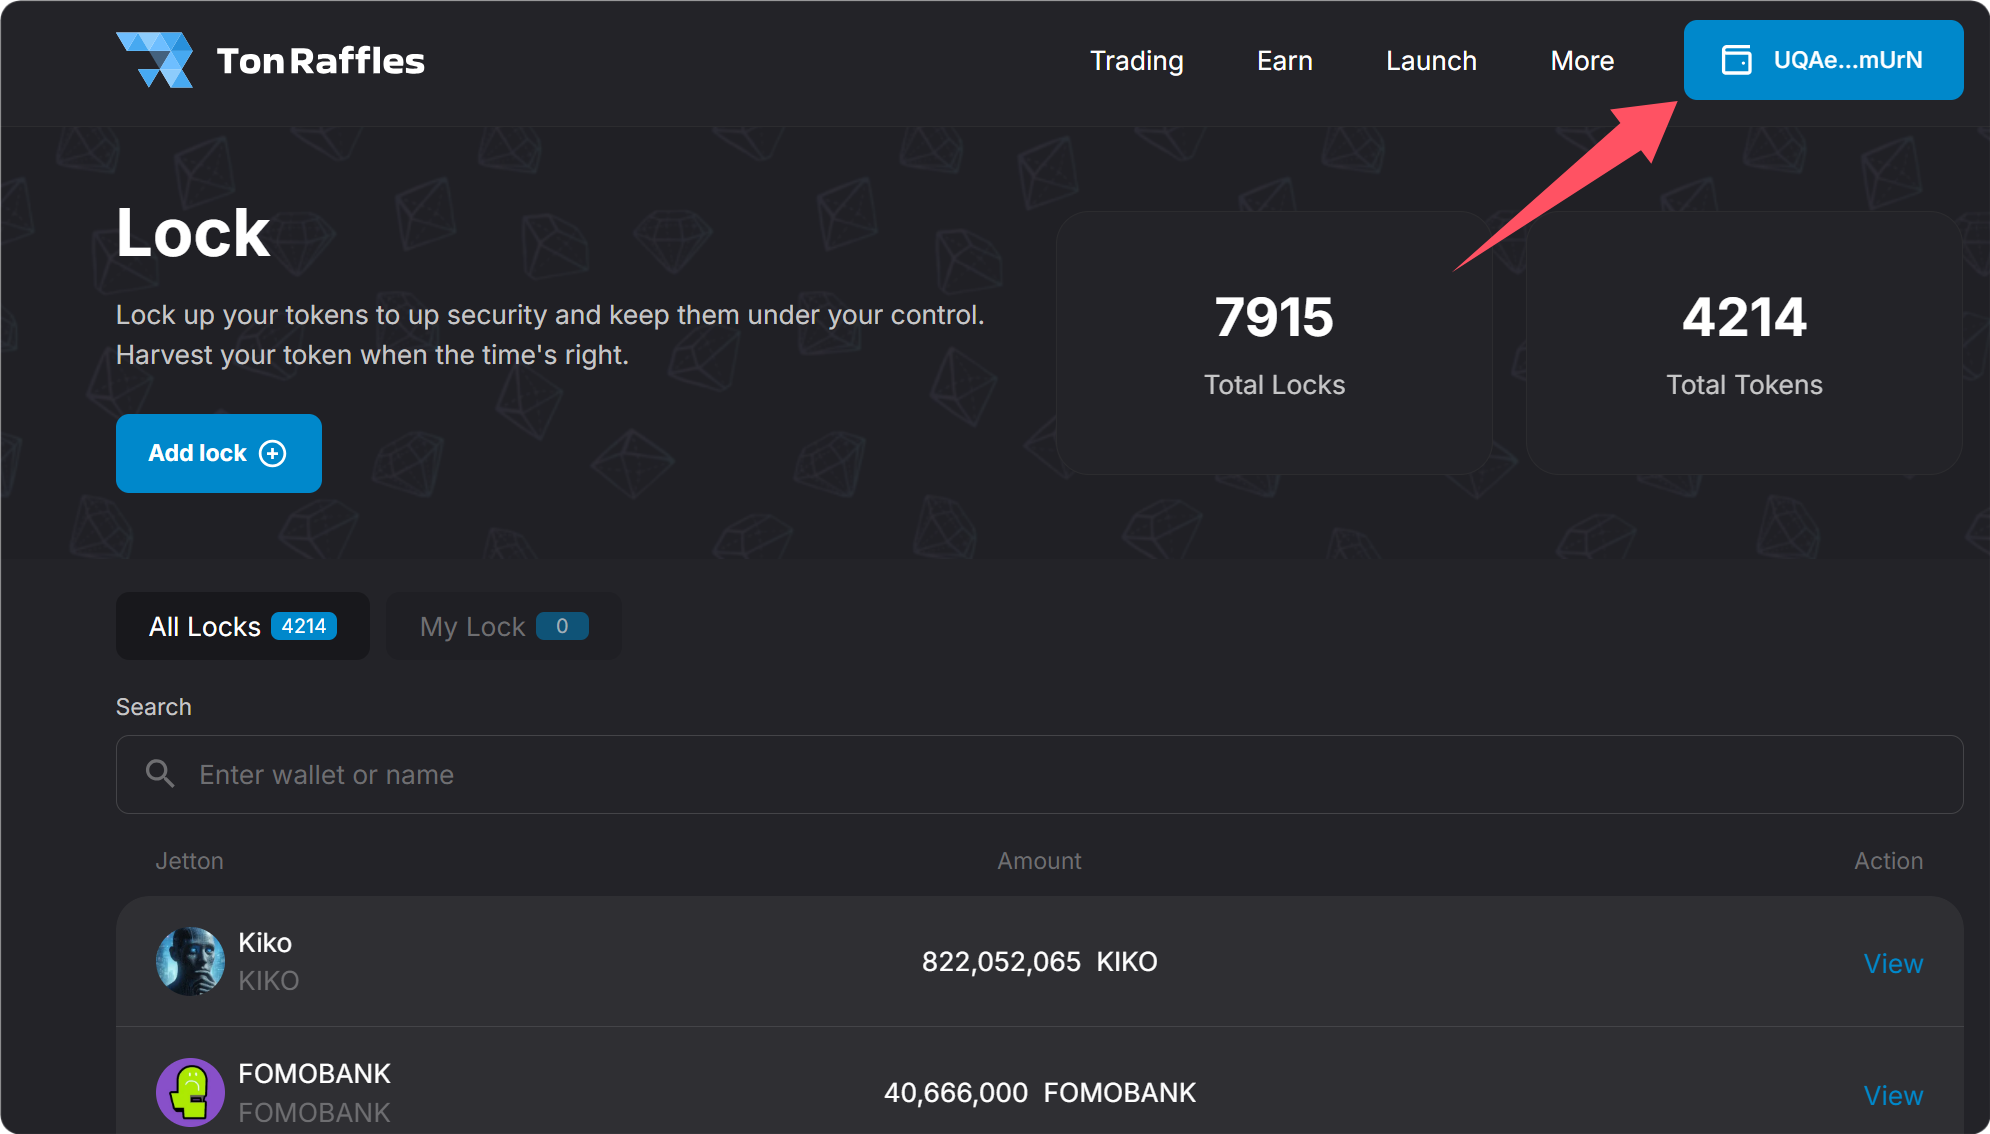 Ton Raffles
Trading Earn Launch More
UQAe...mUrN
Lock
Lock up your tokens to up security and keep them under your control.
Harvest your token when the time's right.
Add lock
7915
Total Locks
4214
Total Tokens
All Locks 4214
My Lock 0
Search
Enter wallet or name
Jetton Amount Action
Kiko
KIKO
822,052,065 KIKO
View
FOMOBANK
FOMOBANK
40,666,000 FOMOBANK
View